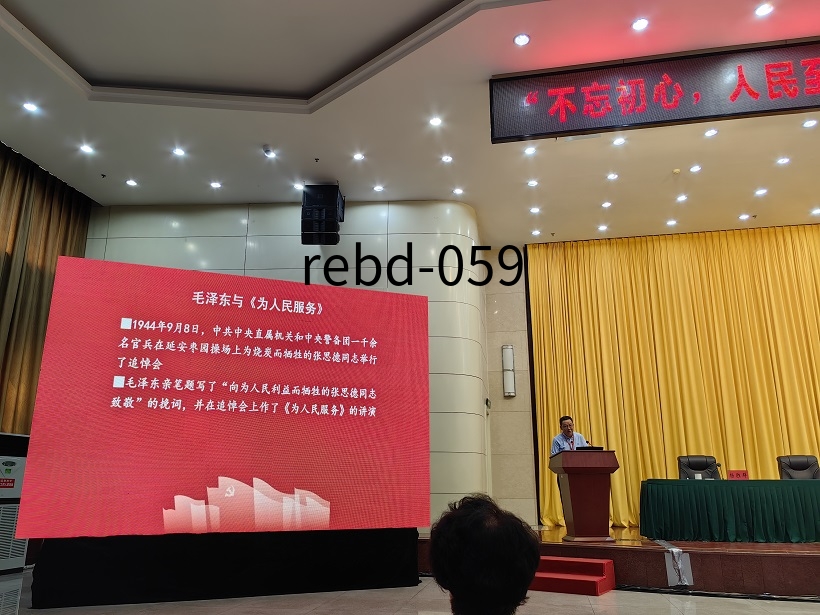 “不忘初心，人民至
rebd-059
毛泽东与《为人民服务》
■1944年9月8日，中共中央直属机关和中央警备团一千余
名官兵在延安枣园操场上为烧炭而牺牲的张思德同志举行
了追悼会
■毛泽东亲笔题写了“向为人民利益而牺牲的张思德同志
致敬”的挽词，并在追悼会上作了《为人民服务》的讲演